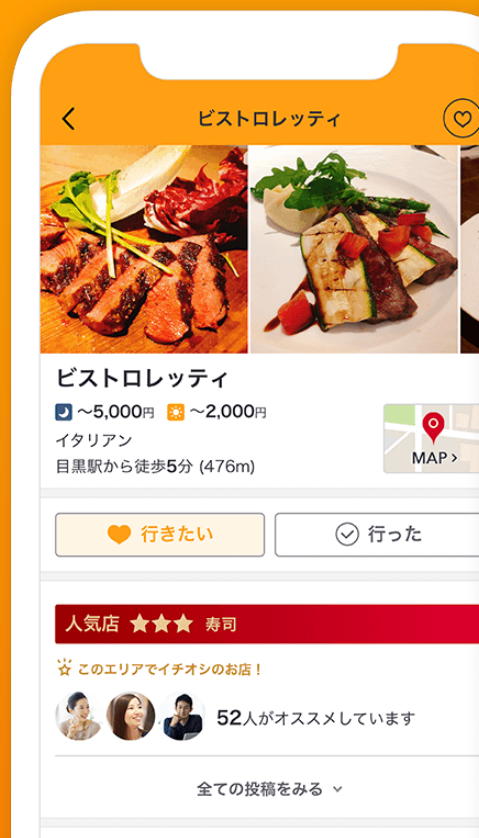 ビストロレッティ
ビストロレッティ
〜5,000円 〜2,000円
イタリアン
目黒駅から徒歩5分 (476m)
MAP ›
行きたい 行った
人気店 ★★★ 寿司
このエリアでイチオシのお店！
52人がオススメしています
全ての投稿をみる